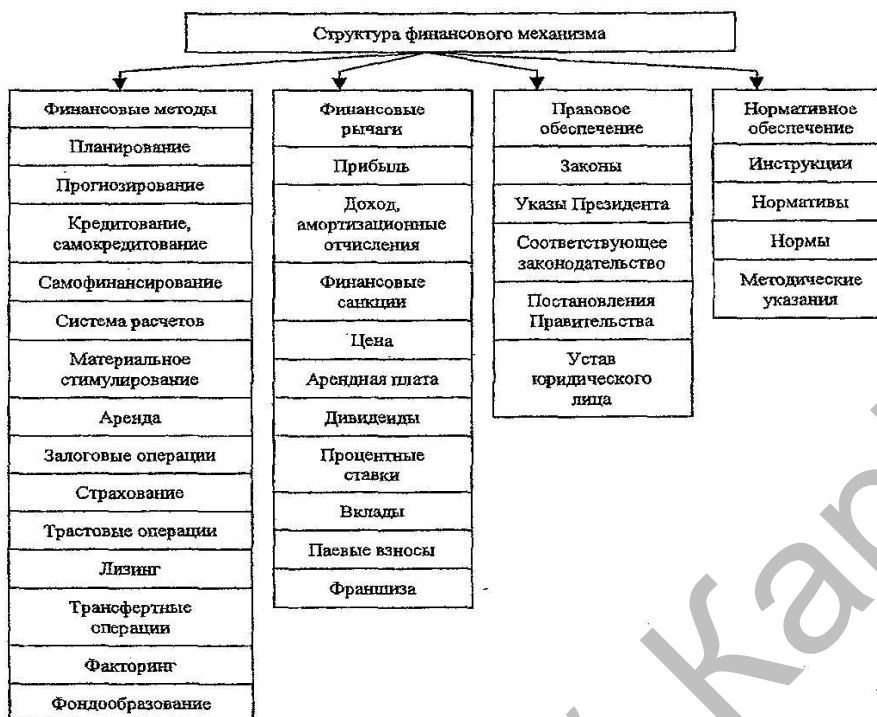 Структура финансового механизма
Финансовые методы
Планирование
Прогнозирование
Кредитование,
самокредитование
Самофинансирование
Система расчетов
Материальное
стимулирование
Аренда
Залоговые операции
Страхование
Трастовые операции
Лизинг
Трансфертные
операции
Факторинг
Фондообразование
Финансовые
рычаги
Прибыль
Доход,
амортизационные
отчисления
Финансовые
санкции
Цена
Арендная плата
Дивиденды
Процентные
ставки
Вклады
Паевые взносы
Франшиза
Правовое
обеспечение
Законы
Указы Президента
Соответствующее
законодательство
Постановления
Правительства
Устав
юридического
лица
Нормативное
обеспечение
Инструкции
Нормативы
Нормы
Методические
указания